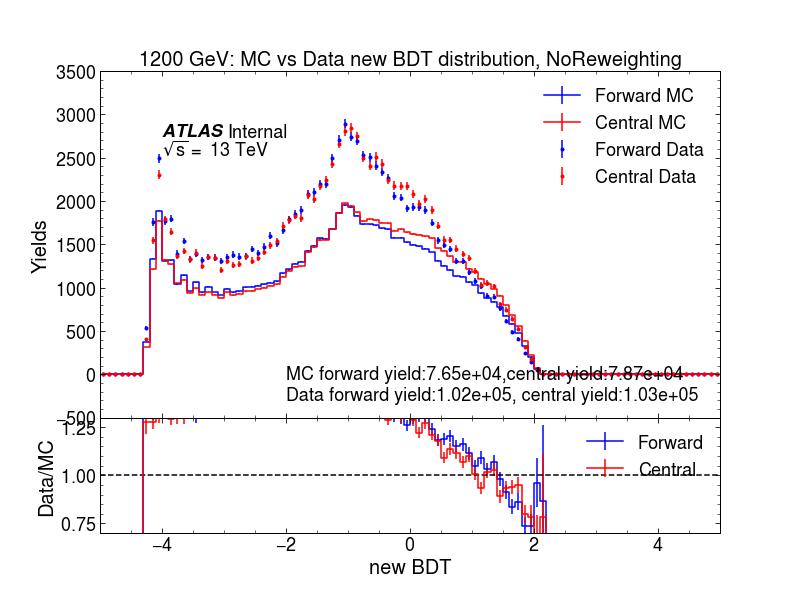 1200 GeV: MC vs Data new BDT distribution, NoReweighting
3500
3000
2500
2000
1500
1000
500
0
−500
Yields
ATLAS Internal
√s = 13 TeV
Forward MC
Central MC
Forward Data
Central Data
MC forward yield:7.65e+04,central yield:7.87e+04
Data forward yield:1.02e+05, central yield:1.03e+05
1.25
1.00
0.75
Data/MC
Forward
Central
−4
−2
0
2
4
new BDT